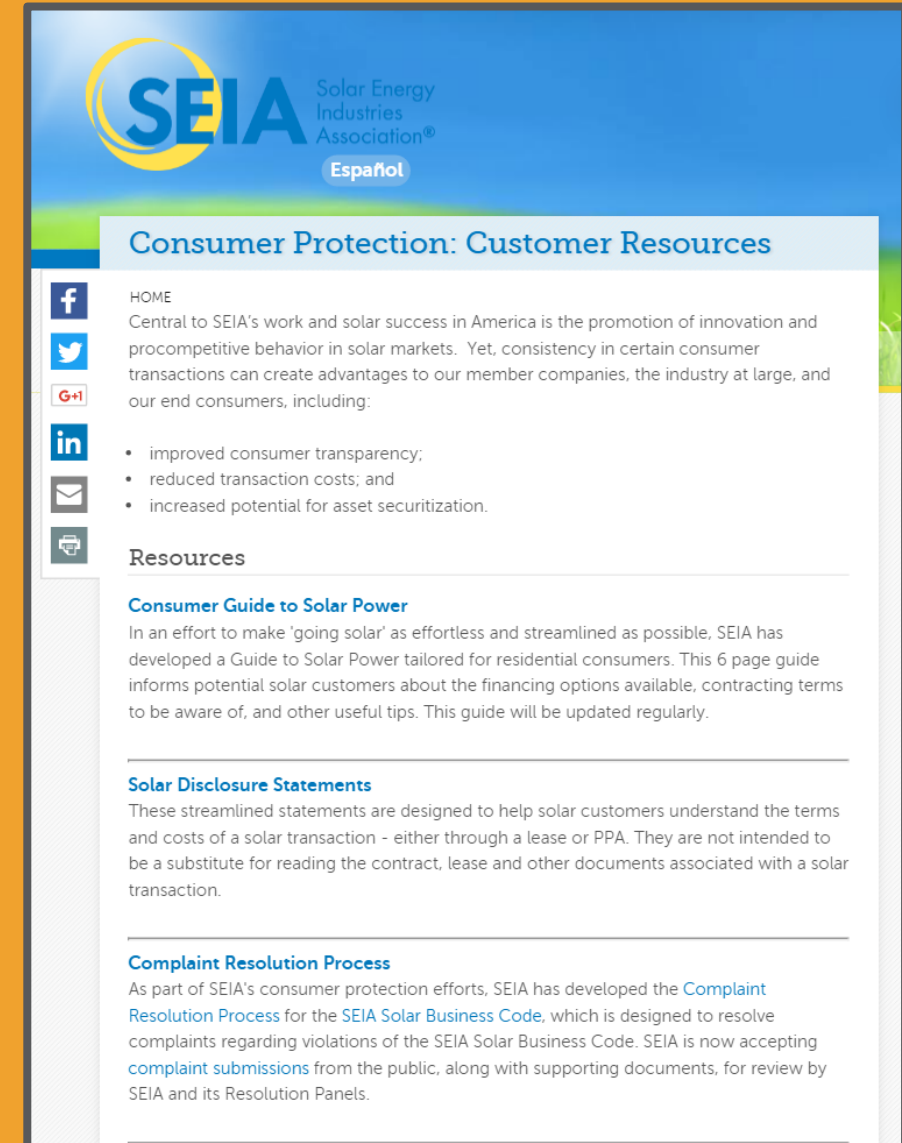 SEIA
Solar Energy
Industries
Association®
Español
Consumer Protection: Customer Resources
f
G+1
in
HOME
Central to SEIA's work and solar success in America is the promotion of innovation and
procompetitive behavior in solar markets.  Yet, consistency in certain consumer
transactions can create advantages to our member companies, the industry at large, and
our end consumers, including:
• improved consumer transparency;
• reduced transaction costs; and
• increased potential for asset securitization.
Resources
Consumer Guide to Solar Power
In an effort to make 'going solar' as effortless and streamlined as possible, SEIA has
developed a Guide to Solar Power tailored for residential consumers. This 6 page guide
informs potential solar customers about the financing options available, contracting terms
to be aware of, and other useful tips. This guide will be updated regularly.
Solar Disclosure Statements
These streamlined statements are designed to help solar customers understand the terms
and costs of a solar transaction - either through a lease or PPA. They are not intended to
be a substitute for reading the contract, lease and other documents associated with a solar
transaction.
Complaint Resolution Process
As part of SEIA's consumer protection efforts, SEIA has developed the Complaint
Resolution Process for the SEIA Solar Business Code, which is designed to resolve
complaints regarding violations of the SEIA Solar Business Code. SEIA is now accepting
complaint submissions from the public, along with supporting documents, for review by
SEIA and its Resolution Panels.